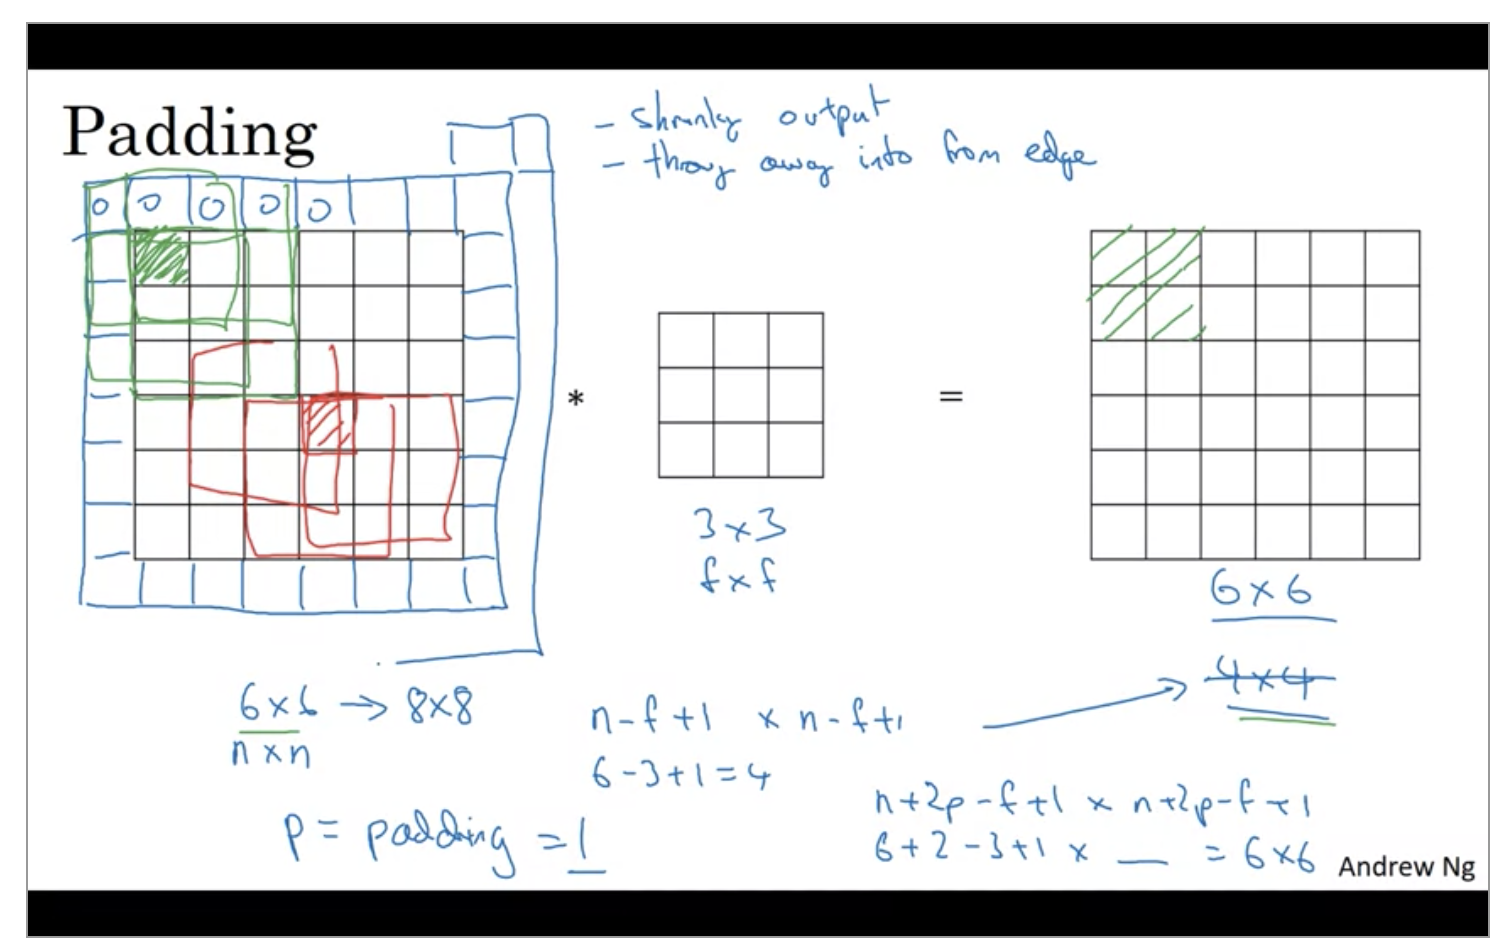 Padding
- shrinky output
- throw away info from edge
0 0 0 0 0
*
=
3 × 3
f × f
6 × 6
4 × 4
6 × 6 → 8 × 8
n × n
n - f + 1 × n - f + 1
6 - 3 + 1 = 4
p = padding = 1
n + 2p - f + 1 × n + 2p - f + 1
6 + 2 - 3 + 1 × __ = 6 × 6
Andrew Ng